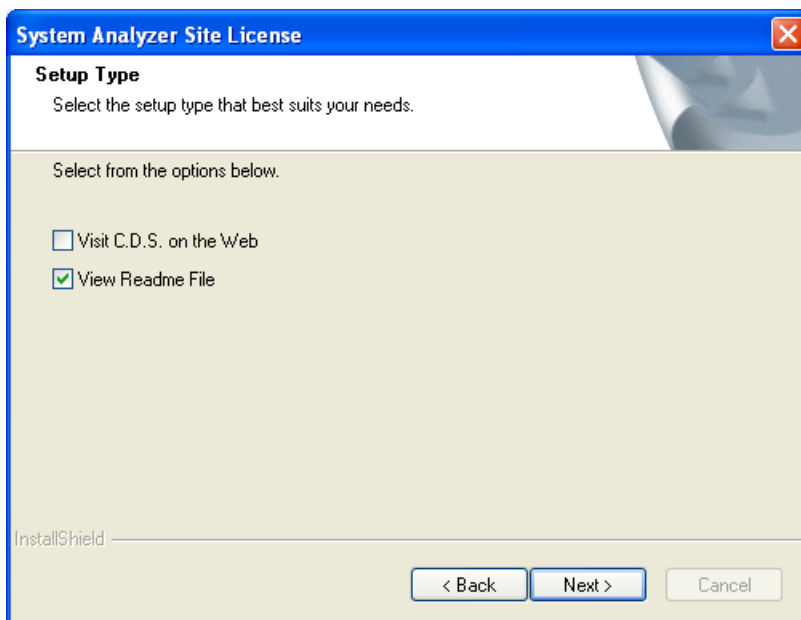 System Analyzer Site License
Setup Type
Select the setup type that best suits your needs.
Select from the options below.
Visit C.D.S. on the Web
View Readme File
InstallShield
< Back
Next >
Cancel